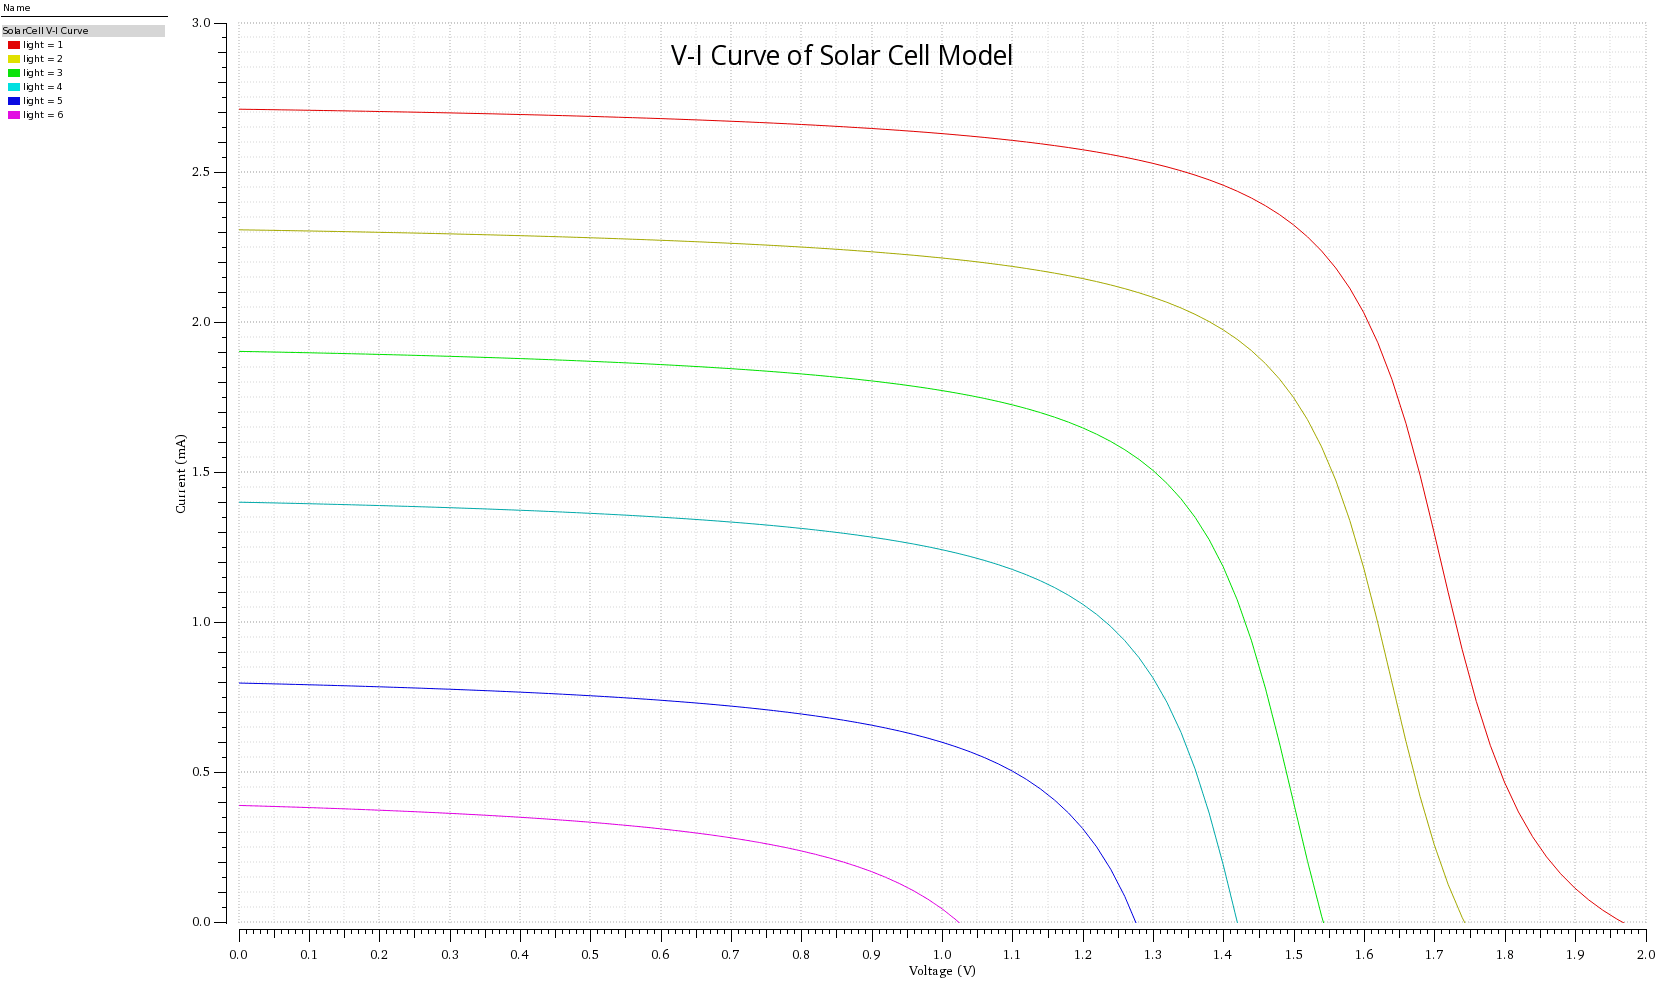 Name
SolarCell V-I Curve
light = 1
light = 2
light = 3
light = 4
light = 5
light = 6
V-I Curve of Solar Cell Model
3.0
2.5
2.0
1.5
1.0
0.5
0.0
Current (mA)
0.0 0.1 0.2 0.3 0.4 0.5 0.6 0.7 0.8 0.9 1.0 1.1 1.2 1.3 1.4 1.5 1.6 1.7 1.8 1.9 2.0
Voltage (V)